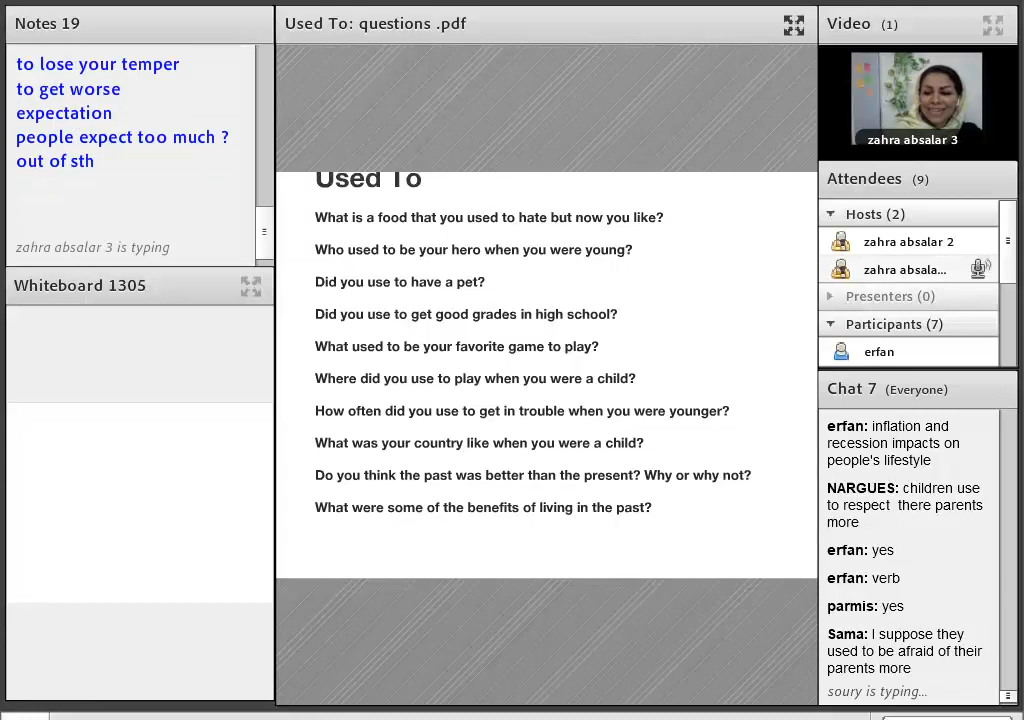 Notes 19
to lose your temper
to get worse
expectation
people expect too much ?
out of sth
zahra absalar 3 is typing
Whiteboard 1305
Used To: questions .pdf
Used To
What is a food that you used to hate but now you like?
Who used to be your hero when you were young?
Did you use to have a pet?
Did you use to get good grades in high school?
What used to be your favorite game to play?
Where did you use to play when you were a child?
How often did you use to get in trouble when you were younger?
What was your country like when you were a child?
Do you think the past was better than the present? Why or why not?
What were some of the benefits of living in the past?
Video (1)
zahra absalar 3
Attendees (9)
Hosts (2)
zahra absalar 2
zahra absala...
Presenters (0)
Participants (7)
erfan
Chat 7 (Everyone)
erfan: inflation and
recession impacts on
people's lifestyle
NARGUES: children use
to respect there parents
more
erfan: yes
erfan: verb
parmis: yes
Sama: I suppose they
used to be afraid of their
parents more
soury is typing...